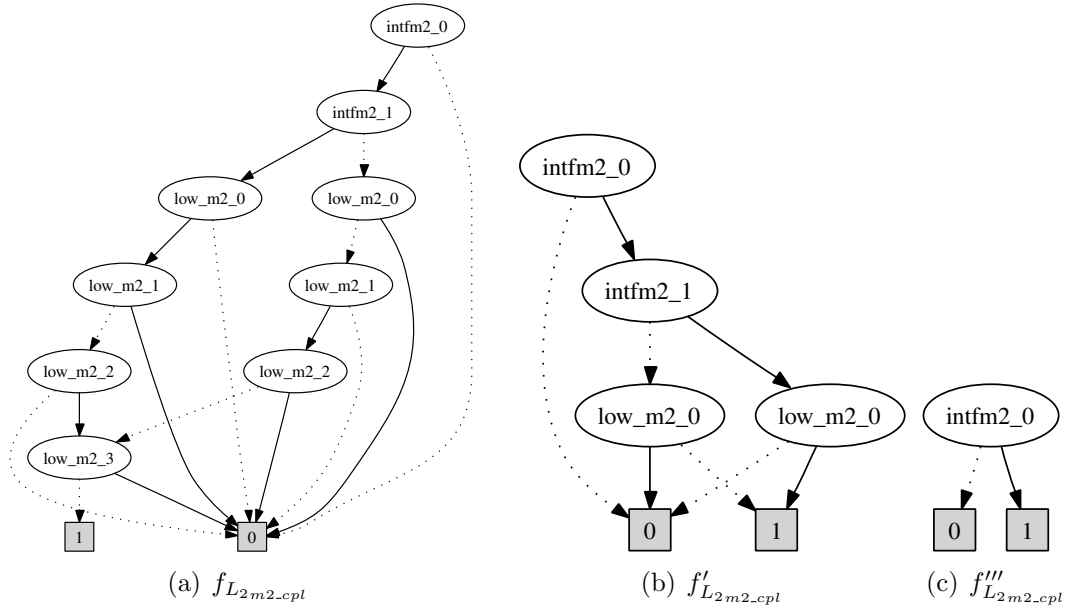 intfm2_0
intfm2_1
low_m2_0
low_m2_0
low_m2_1
low_m2_1
low_m2_2
low_m2_2
low_m2_3
1
0
(a) f_{L_{2m2\_cpl}}
intfm2_0
intfm2_1
low_m2_0
low_m2_0
0
1
(b) f'_{L_{2m2\_cpl}}
intfm2_0
0
1
(c) f'''_{L_{2m2\_cpl}}